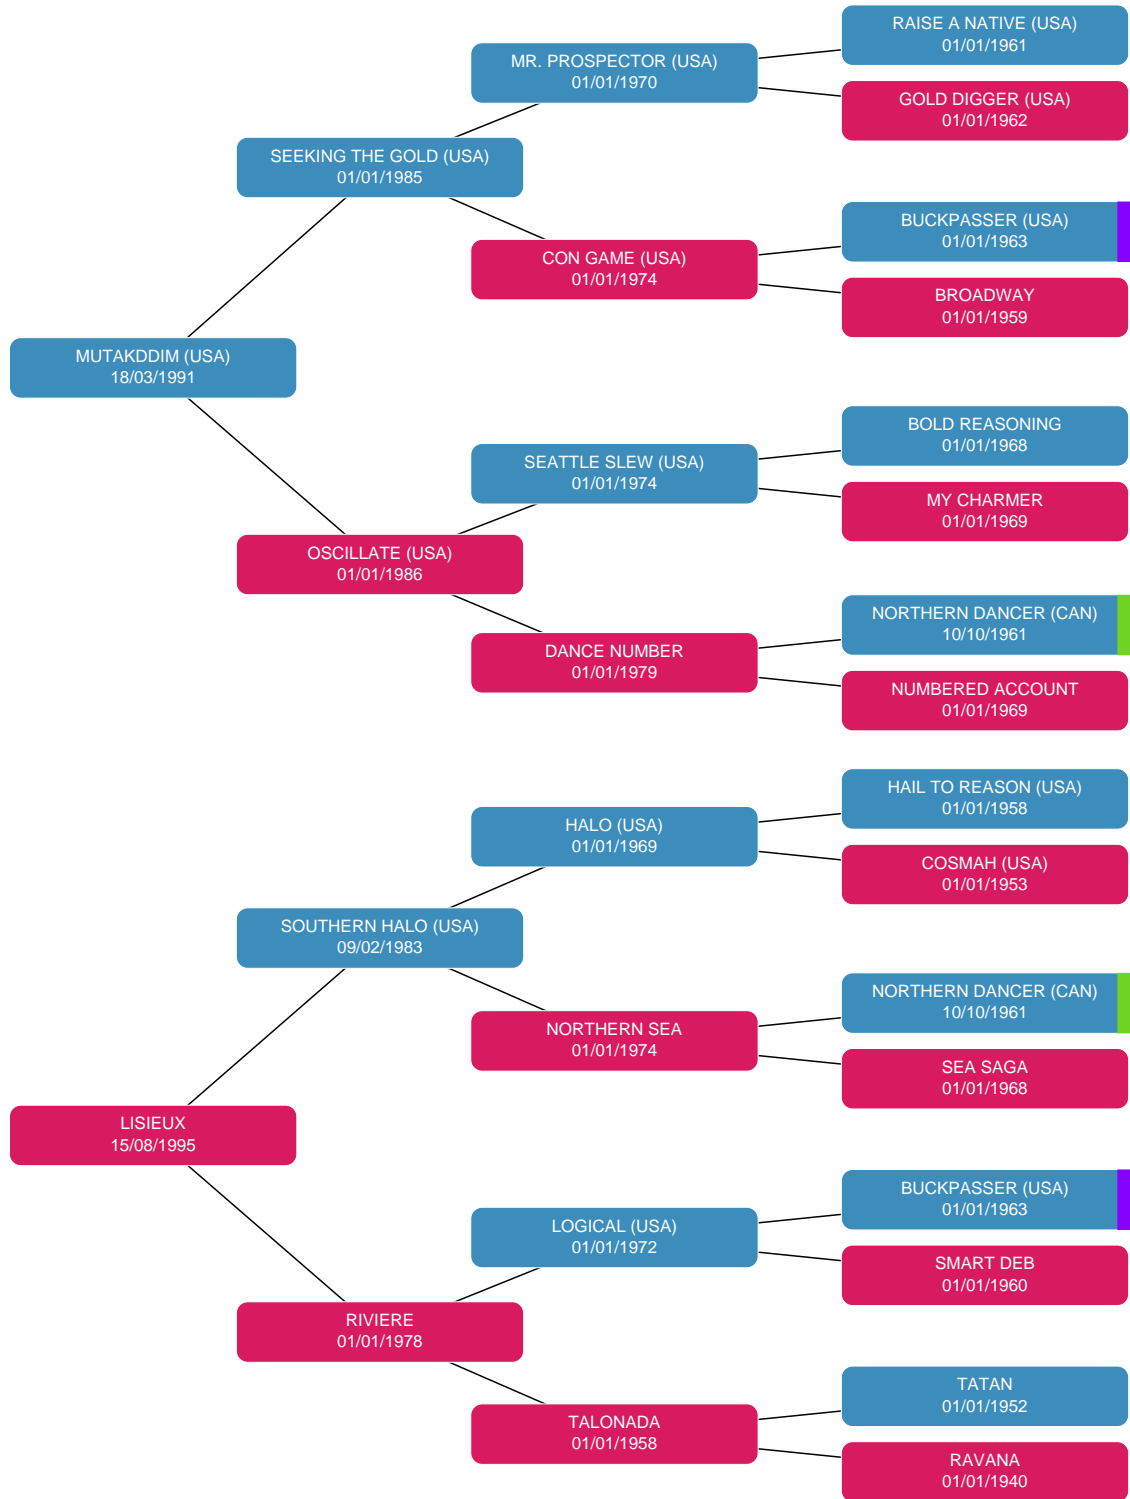 RAISE A NATIVE (USA)
01/01/1961
MR. PROSPECTOR (USA)
01/01/1970
GOLD DIGGER (USA)
01/01/1962
SEEKING THE GOLD (USA)
01/01/1985
BUCKPASSER (USA)
01/01/1963
CON GAME (USA)
01/01/1974
BROADWAY
01/01/1959
MUTAKDDIM (USA)
18/03/1991
BOLD REASONING
01/01/1968
SEATTLE SLEW (USA)
01/01/1974
MY CHARMER
01/01/1969
OSCILLATE (USA)
01/01/1986
NORTHERN DANCER (CAN)
10/10/1961
DANCE NUMBER
01/01/1979
NUMBERED ACCOUNT
01/01/1969
HAIL TO REASON (USA)
01/01/1958
HALO (USA)
01/01/1969
COSMAH (USA)
01/01/1953
SOUTHERN HALO (USA)
09/02/1983
NORTHERN DANCER (CAN)
10/10/1961
NORTHERN SEA
01/01/1974
SEA SAGA
01/01/1968
LISIEUX
15/08/1995
BUCKPASSER (USA)
01/01/1963
LOGICAL (USA)
01/01/1972
SMART DEB
01/01/1960
RIVIERE
01/01/1978
TATAN
01/01/1952
TALONADA
01/01/1958
RAVANA
01/01/1940